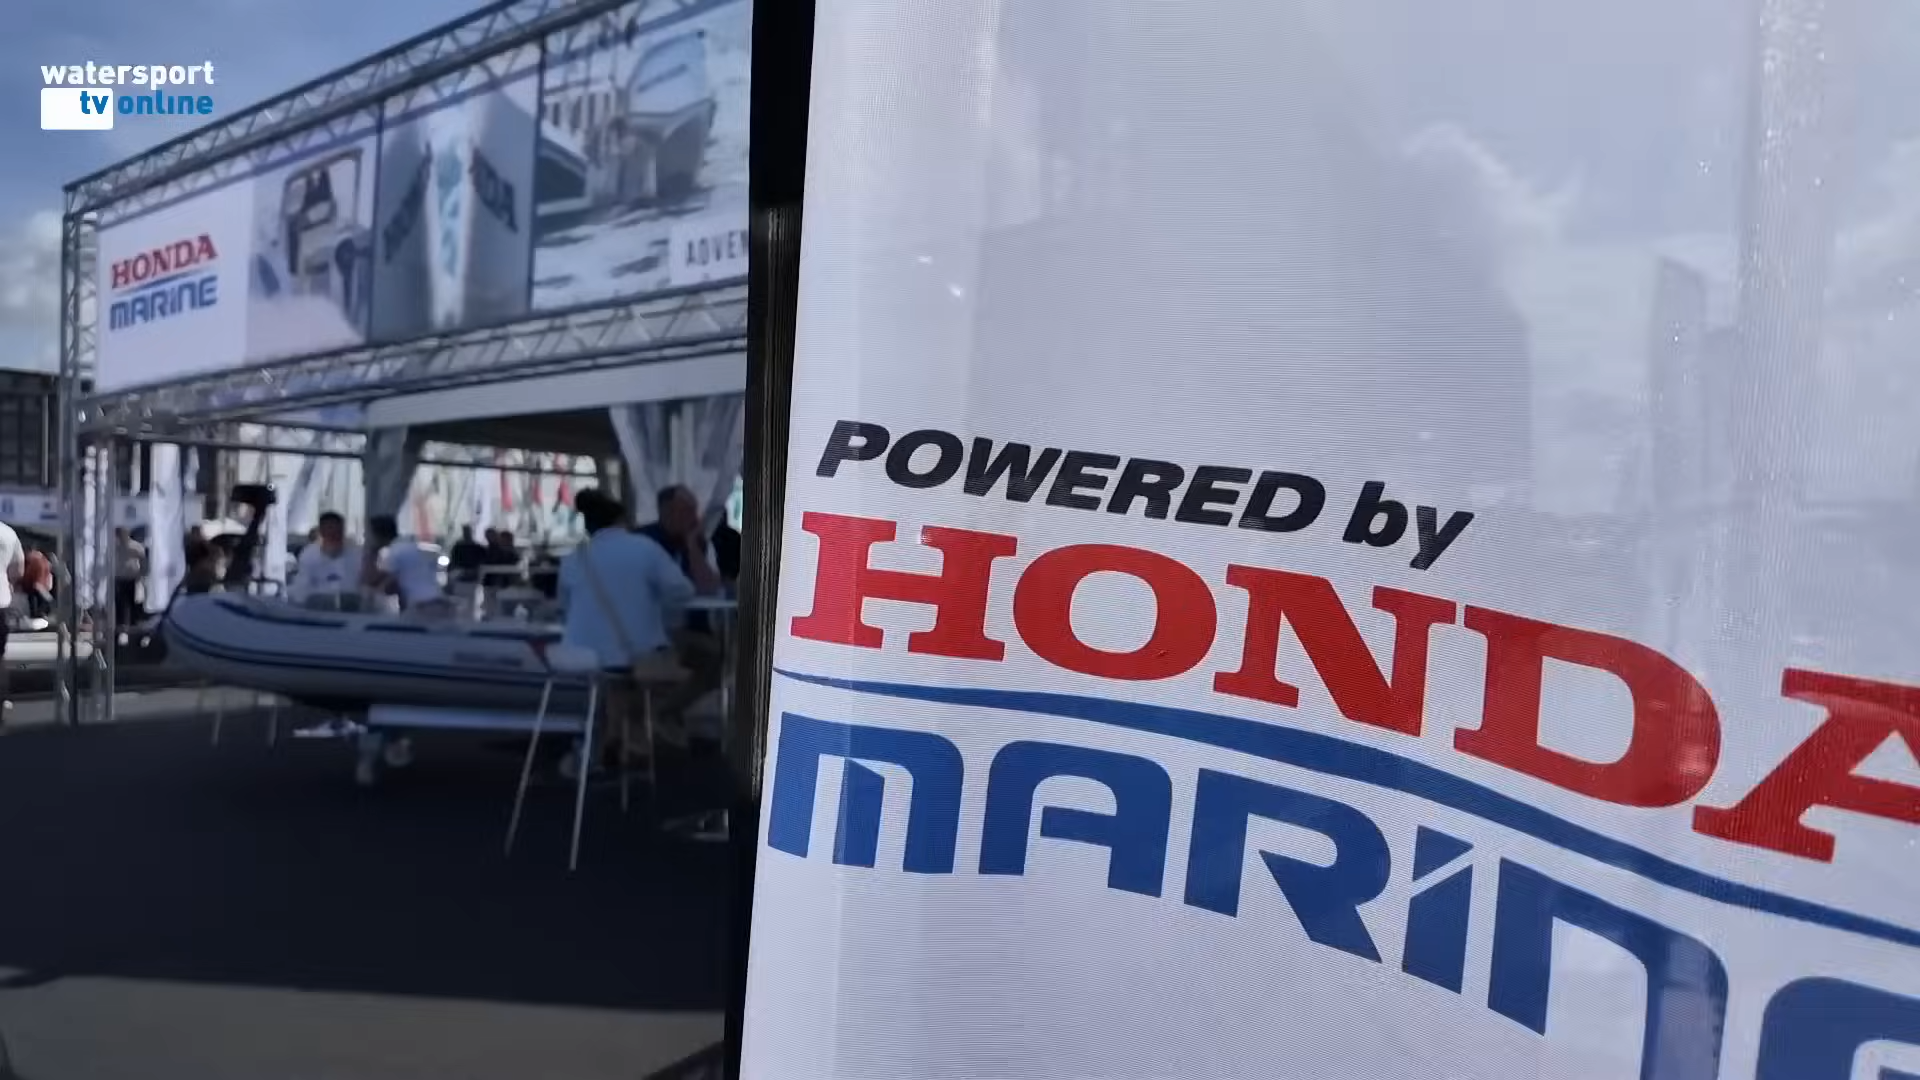 watersport
tv online
HONDA
MARINE
ADVEN
POWERED by
HONDA
MARINE